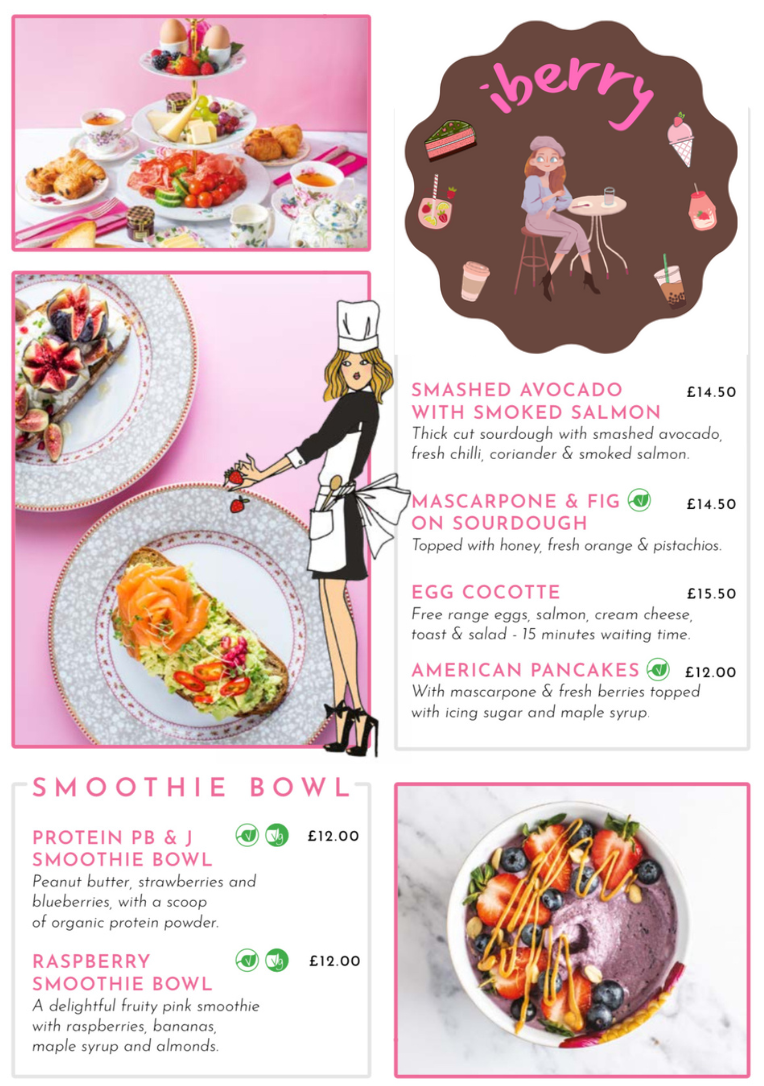 iberry
SMASHED AVOCADO £14.50
WITH SMOKED SALMON
Thick cut sourdough with smashed avocado,
fresh chilli, coriander & smoked salmon.
MASCARPONE & FIG V £14.50
ON SOURDOUGH
Topped with honey, fresh orange & pistachios.
EGG COCOTTE £15.50
Free range eggs, salmon, cream cheese,
toast & salad - 15 minutes waiting time.
AMERICAN PANCAKES V £12.00
With mascarpone & fresh berries topped
with icing sugar and maple syrup.
SMOOTHIE BOWL
PROTEIN PB & J V Vg £12.00
SMOOTHIE BOWL
Peanut butter, strawberries and
blueberries, with a scoop
of organic protein powder.
RASPBERRY V Vg £12.00
SMOOTHIE BOWL
A delightful fruity pink smoothie
with raspberries, bananas,
maple syrup and almonds.